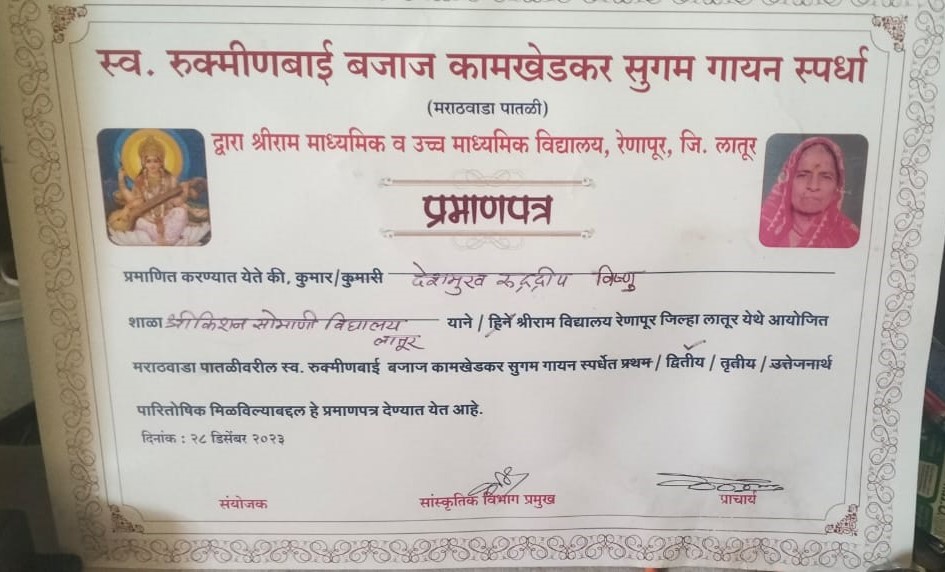 स्व. रुक्मीणबाई बजाज कामखेडकर सुगम गायन स्पर्धा
(मराठवाडा पातळी)
द्वारा श्रीराम माध्यमिक व उच्च माध्यमिक विद्यालय, रेणापूर, जि. लातूर
प्रमाणपत्र
प्रमाणित करण्यात येते की, कुमार/कुमारी देशमुख विष्णु
शाळा श्रीकिशन सोमाणी विद्यालय लातूर याने / हिने श्रीराम विद्यालय रेणापूर जिल्हा लातूर येथे आयोजित
मराठवाडा पातळीवरील स्व. रुक्मीणबाई बजाज कामखेडकर सुगम गायन स्पर्धेत प्रथम / द्वितीय / तृतीय / उत्तेजनार्थ
पारितोषिक मिळविल्याबद्दल हे प्रमाणपत्र देण्यात येत आहे.
दिनांक : २८ डिसेंबर २०२३
संयोजक सांस्कृतिक विभाग प्रमुख प्राचार्य